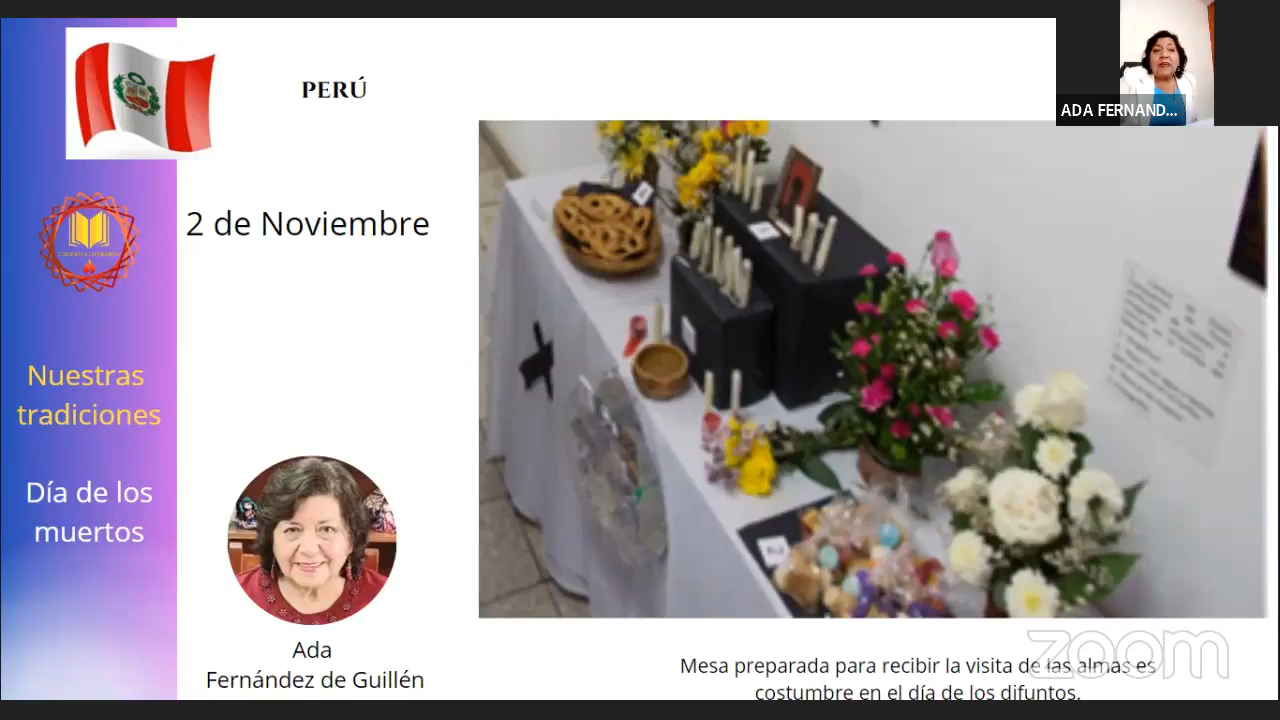 PERÚ
ADA FERNAND...
2 de Noviembre
Nuestras
tradiciones
Día de los
muertos
Ada
Fernández de Guillén
Mesa preparada para recibir la visita de las almas es
costumbre en el día de los difuntos.
zoom